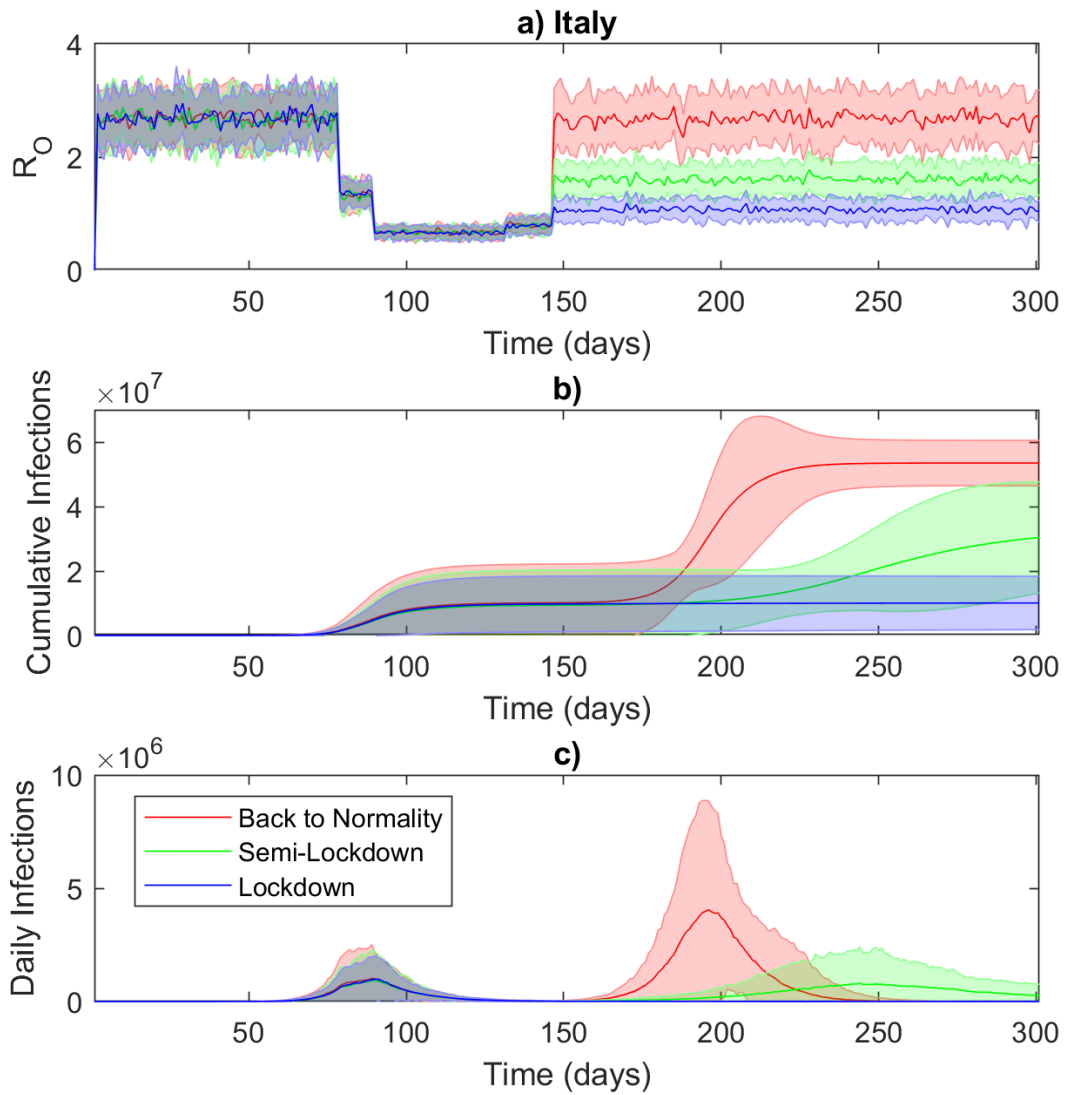 a) Italy
4
2
0
R_O
50 100 150 200 250 300
Time (days)
b)
×10^7
6
4
2
0
Cumulative Infections
50 100 150 200 250 300
Time (days)
c)
×10^6
10
5
0
Daily Infections
Back to Normality
Semi-Lockdown
Lockdown
50 100 150 200 250 300
Time (days)